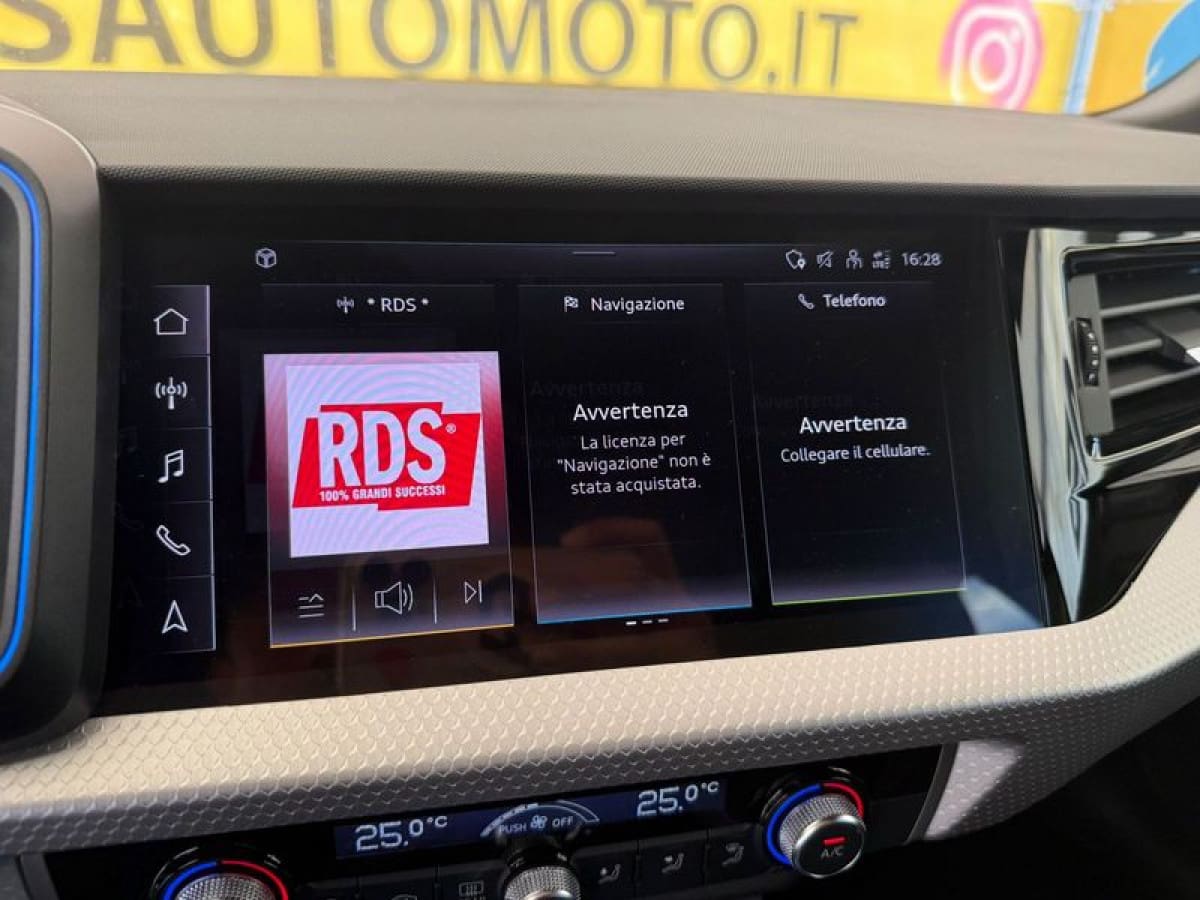 SAUTOMOTO.IT
LTE
16:28
* RDS *
Navigazione
Telefono
RDS®
100% GRANDI SUCCESSI
Avvertenza
La licenza per
"Navigazione" non è
stata acquistata.
Avvertenza
Collegare il cellulare.
25.0°C
PUSH OFF
25.0°C
A/C